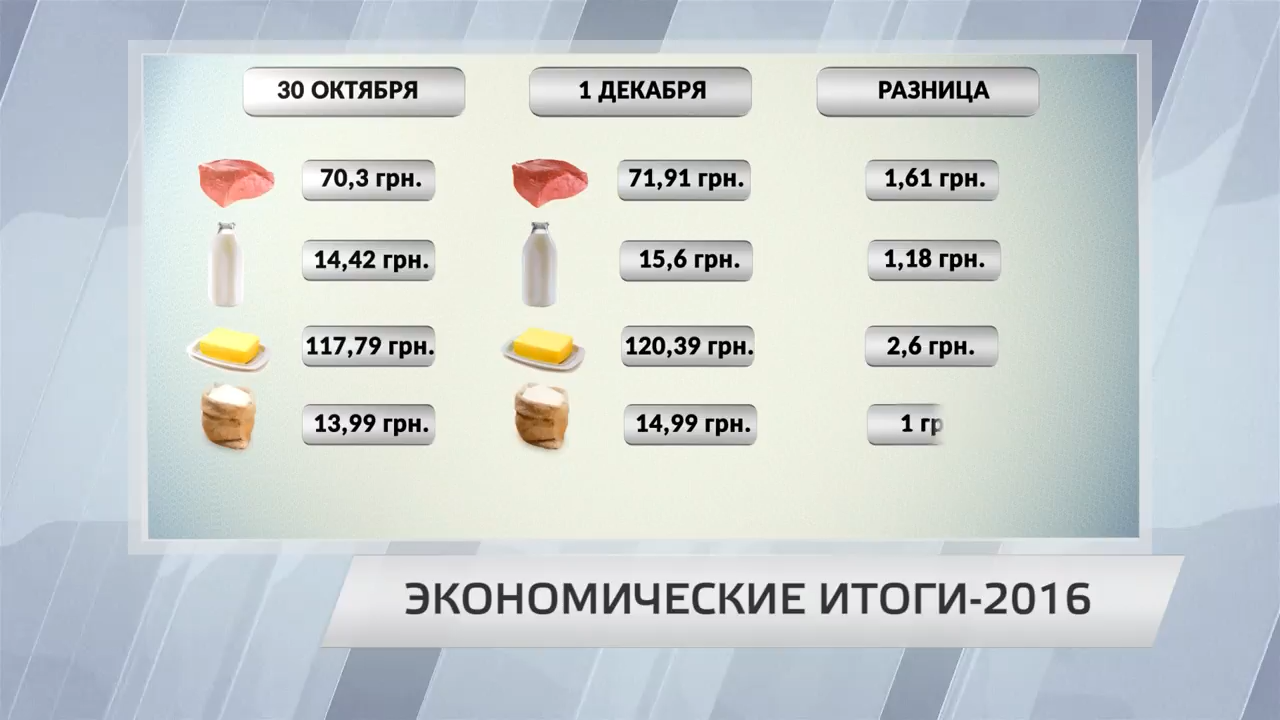 30 ОКТЯБРЯ 1 ДЕКАБРЯ РАЗНИЦА
70,3 грн. 71,91 грн. 1,61 грн.
14,42 грн. 15,6 грн. 1,18 грн.
117,79 грн. 120,39 грн. 2,6 грн.
13,99 грн. 14,99 грн. 1 гр
ЭКОНОМИЧЕСКИЕ ИТОГИ-2016